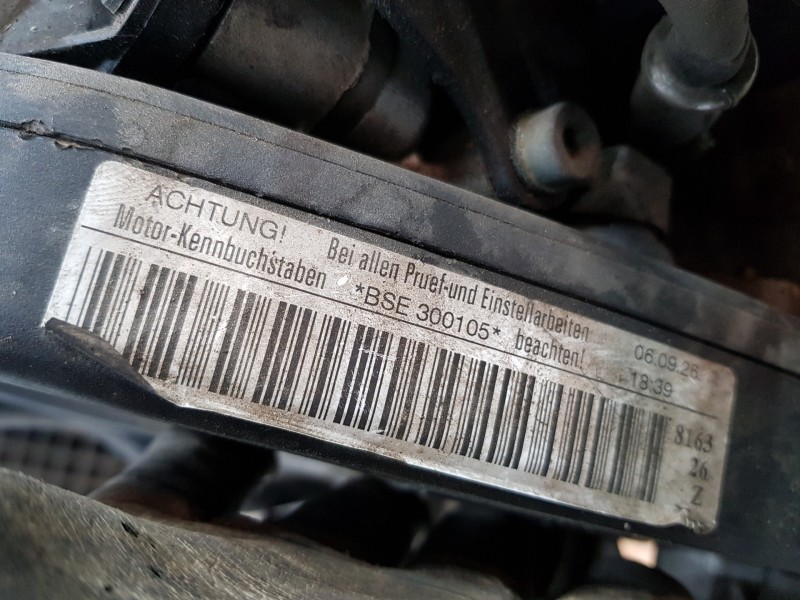 ACHTUNG! Bei allen Pruef-und Einstellarbeiten 06.09.26
Motor-Kennbuchstaben *BSE 300105* beachten! 18:39
8163
26
Z